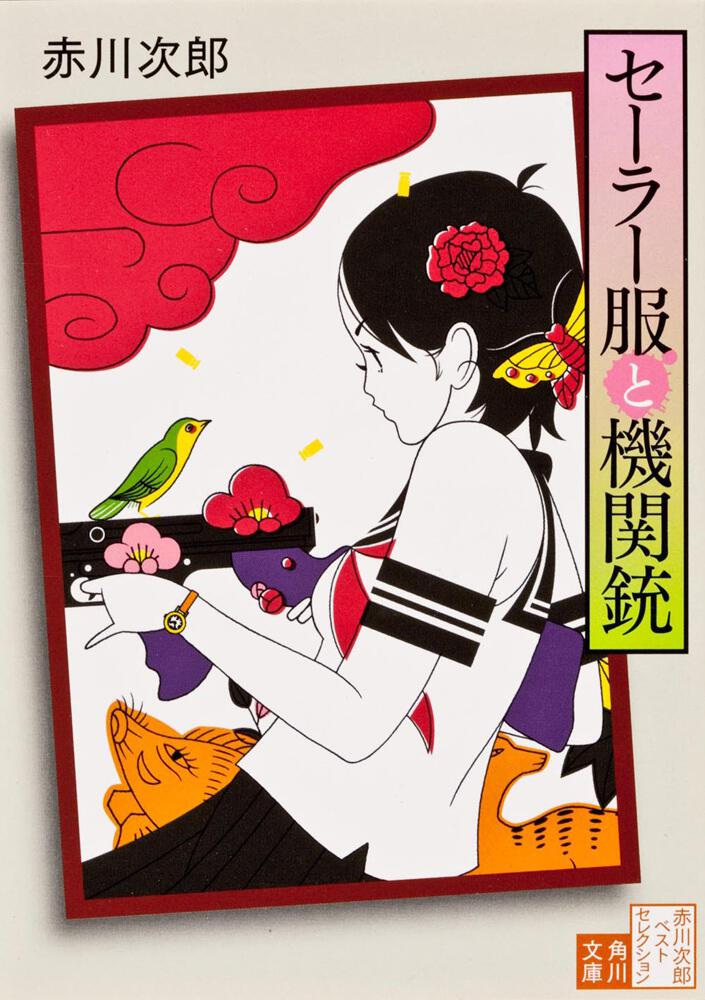 赤川次郎
セーラー服と機関銃
赤川次郎
ベスト
セレクション
角川
文庫